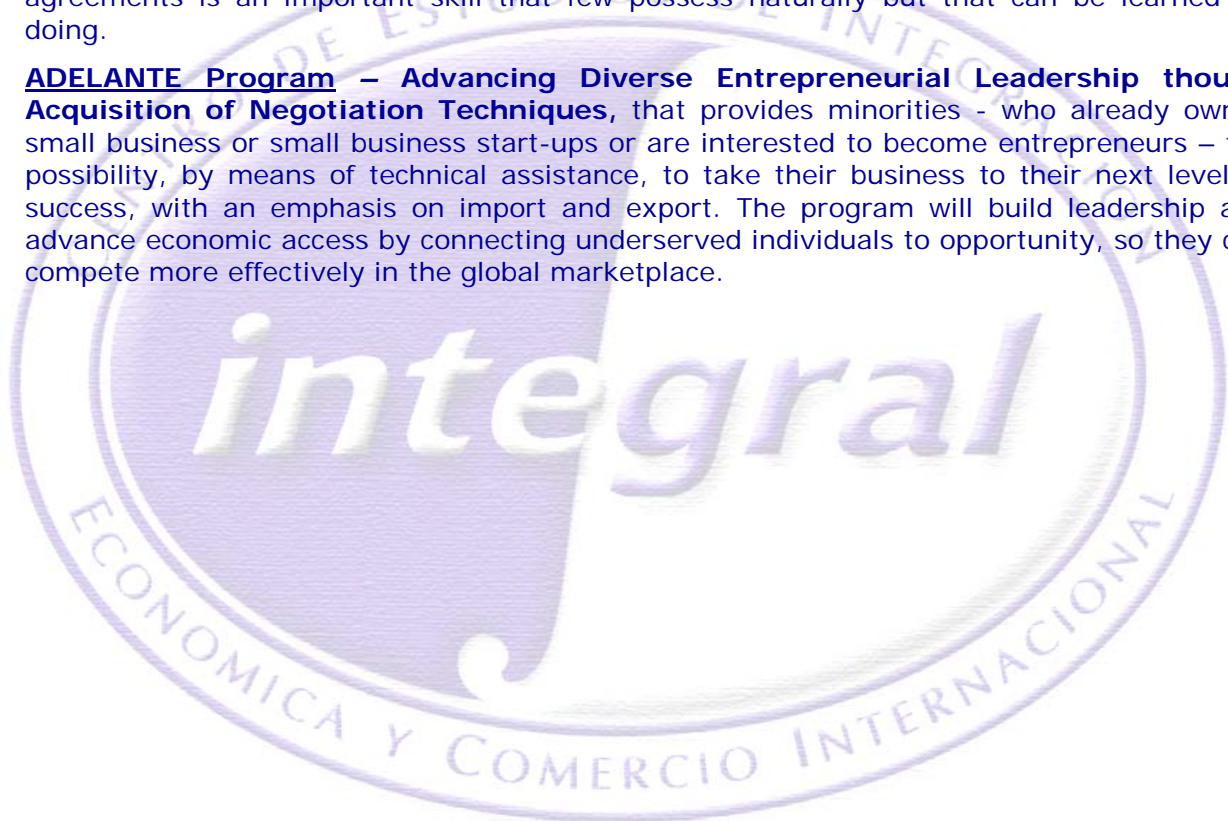 agreements is an important skill that few possess naturally but that can be learned
doing.
ADELANTE Program – Advancing Diverse Entrepreneurial Leadership thou
Acquisition of Negotiation Techniques, that provides minorities - who already own
small business or small business start-ups or are interested to become entrepreneurs –
possibility, by means of technical assistance, to take their business to their next level
success, with an emphasis on import and export. The program will build leadership a
advance economic access by connecting underserved individuals to opportunity, so they c
compete more effectively in the global marketplace.
CENTRO DE INTEGRACION
integral
ECONOMICA Y COMERCIO INTERNACIONAL